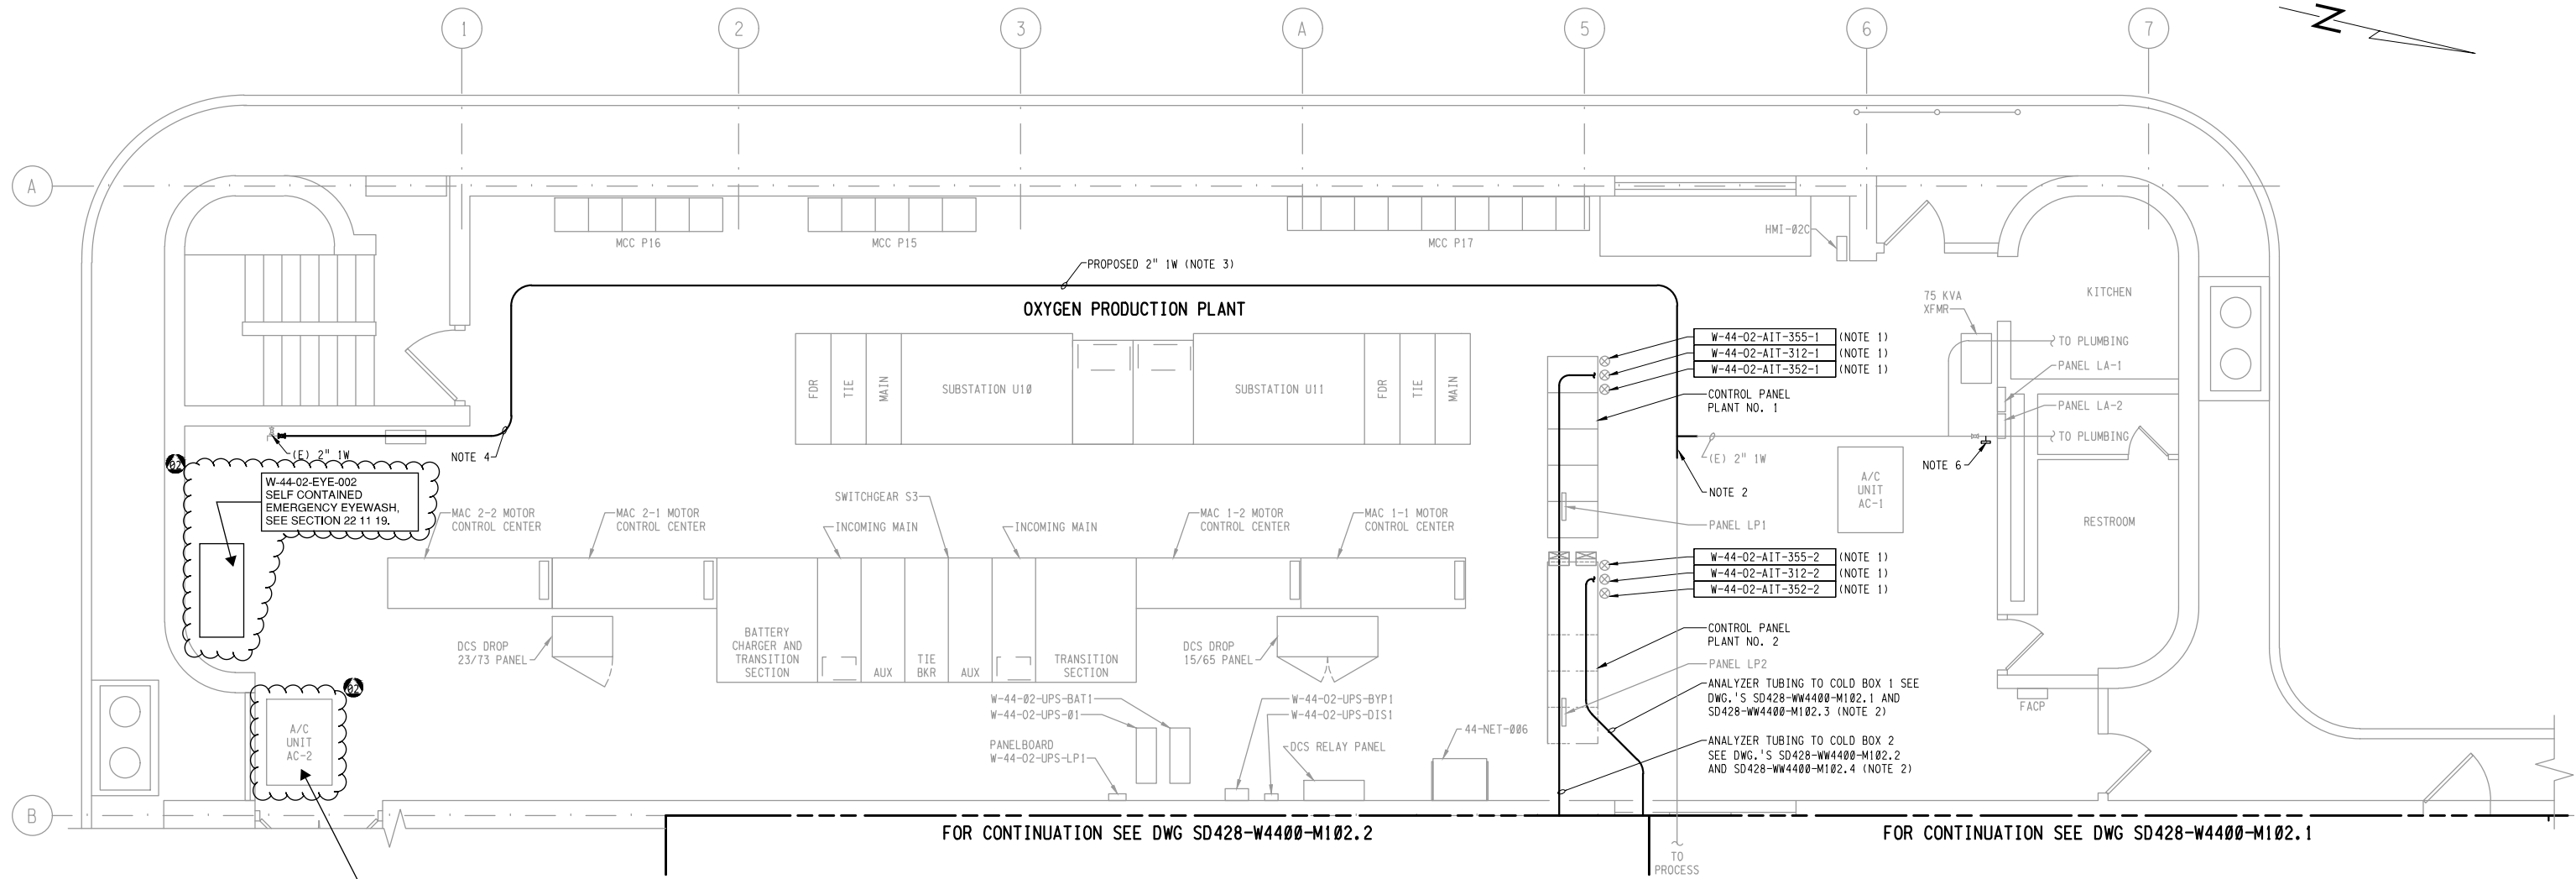 1
2
3
A
5
6
7
N
A
MCC P16
MCC P15
MCC P17
HMI-02C
PROPOSED 2" 1W (NOTE 3)
OXYGEN PRODUCTION PLANT
75 KVA
XFMR
KITCHEN
FDR
TIE
MAIN
SUBSTATION U10
SUBSTATION U11
FDR
TIE
MAIN
W-44-02-AIT-355-1 (NOTE 1)
W-44-02-AIT-312-1 (NOTE 1)
W-44-02-AIT-352-1 (NOTE 1)
CONTROL PANEL
PLANT NO. 1
TO PLUMBING
PANEL LA-1
PANEL LA-2
TO PLUMBING
(E) 2" 1W
NOTE 4
(E) 2" 1W
NOTE 6
NOTE 2
02
W-44-02-EYE-002
SELF CONTAINED
EMERGENCY EYEWASH,
SEE SECTION 22 11 19.
A/C
UNIT
AC-1
RESTROOM
SWITCHGEAR S3
MAC 2-2 MOTOR
CONTROL CENTER
MAC 2-1 MOTOR
CONTROL CENTER
INCOMING MAIN
INCOMING MAIN
MAC 1-2 MOTOR
CONTROL CENTER
MAC 1-1 MOTOR
CONTROL CENTER
PANEL LP1
W-44-02-AIT-355-2 (NOTE 1)
W-44-02-AIT-312-2 (NOTE 1)
W-44-02-AIT-352-2 (NOTE 1)
DCS DROP
23/73 PANEL
BATTERY
CHARGER AND
TRANSITION
SECTION
AUX
TIE
BKR
AUX
TRANSITION
SECTION
DCS DROP
15/65 PANEL
CONTROL PANEL
PLANT NO. 2
PANEL LP2
ANALYZER TUBING TO COLD BOX 1 SEE
DWG.'S SD428-WW4400-M102.1 AND
SD428-WW4400-M102.3 (NOTE 2)
ANALYZER TUBING TO COLD BOX 2
SEE DWG.'S SD428-WW4400-M102.2
AND SD428-WW4400-M102.4 (NOTE 2)
FACP
02
A/C
UNIT
AC-2
W-44-02-UPS-BAT1
W-44-02-UPS-01
PANELBOARD
W-44-02-UPS-LP1
W-44-02-UPS-BYP1
W-44-02-UPS-DIS1
DCS RELAY PANEL
44-NET-006
B
FOR CONTINUATION SEE DWG SD428-W4400-M102.2
FOR CONTINUATION SEE DWG SD428-W4400-M102.1
TO
PROCESS